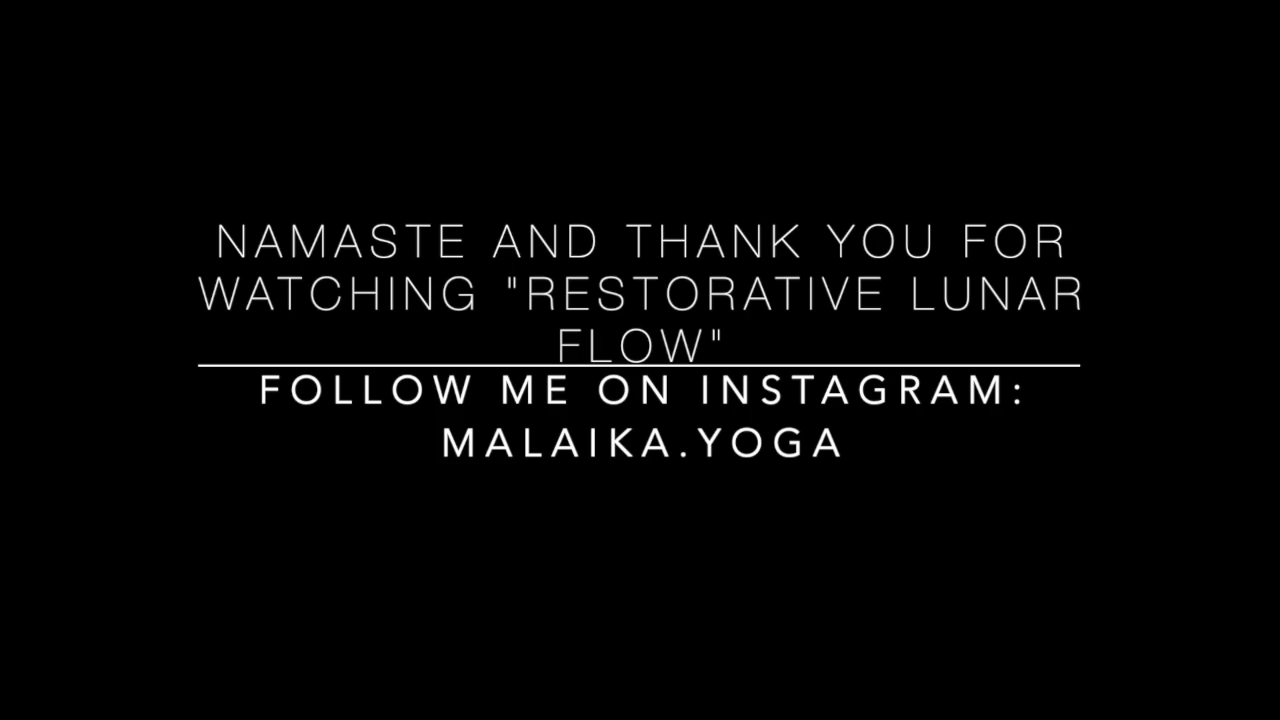 NAMASTE AND THANK YOU FOR
WATCHING "RESTORATIVE LUNAR
FLOW"
FOLLOW ME ON INSTAGRAM:
MALAIKA.YOGA